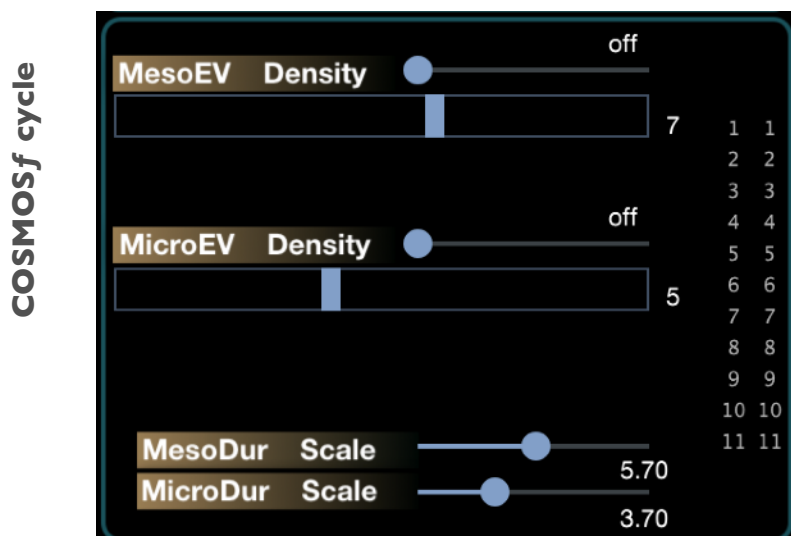 COSMOSƒ cycle
off
MesoEV Density
7
off
MicroEV Density
5
1 1
2 2
3 3
4 4
5 5
6 6
7 7
8 8
9 9
10 10
11 11
MesoDur Scale
5.70
MicroDur Scale
3.70